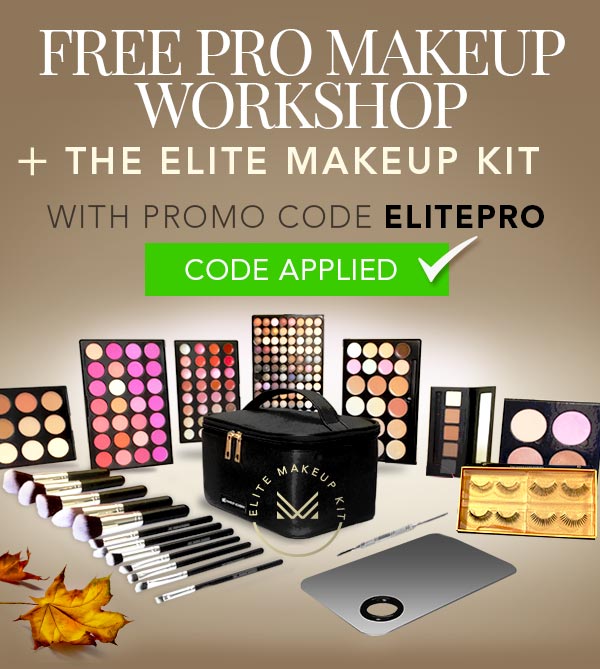 FREE PRO MAKEUP
WORKSHOP
+ THE ELITE MAKEUP KIT
WITH PROMO CODE ELITEPRO
CODE APPLIED
ELITE MAKEUP KIT